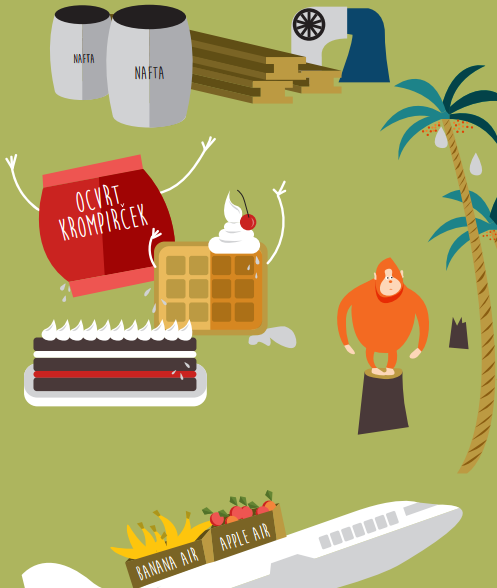 NAFTA
NAFTA
OCVRT
KROMPIRČEK
BANANA AIR
APPLE AIR